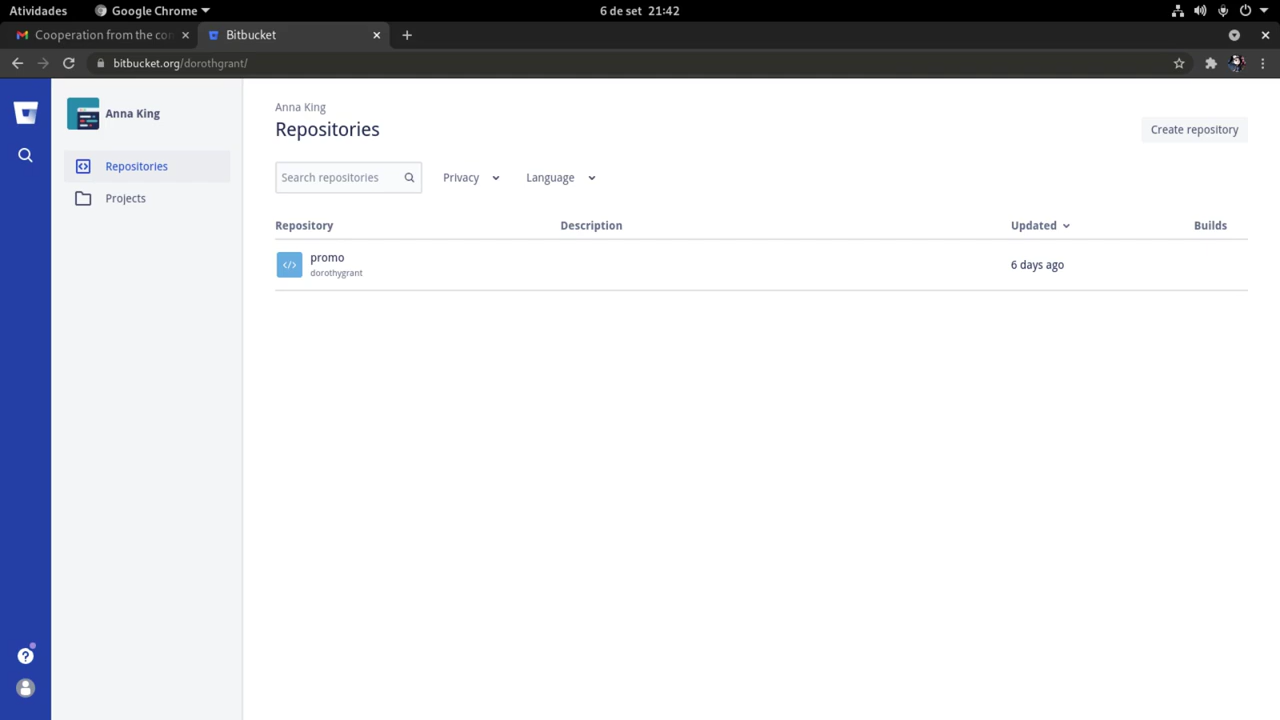 Atividades
Google Chrome
6 de set 21:42
Cooperation from the con
Bitbucket
bitbucket.org/dorothgrant/
Anna King
Repositories
Projects
Anna King
Repositories
Create repository
Search repositories
Privacy
Language
Repository
Description
Updated
Builds
promo
dorothygrant
6 days ago